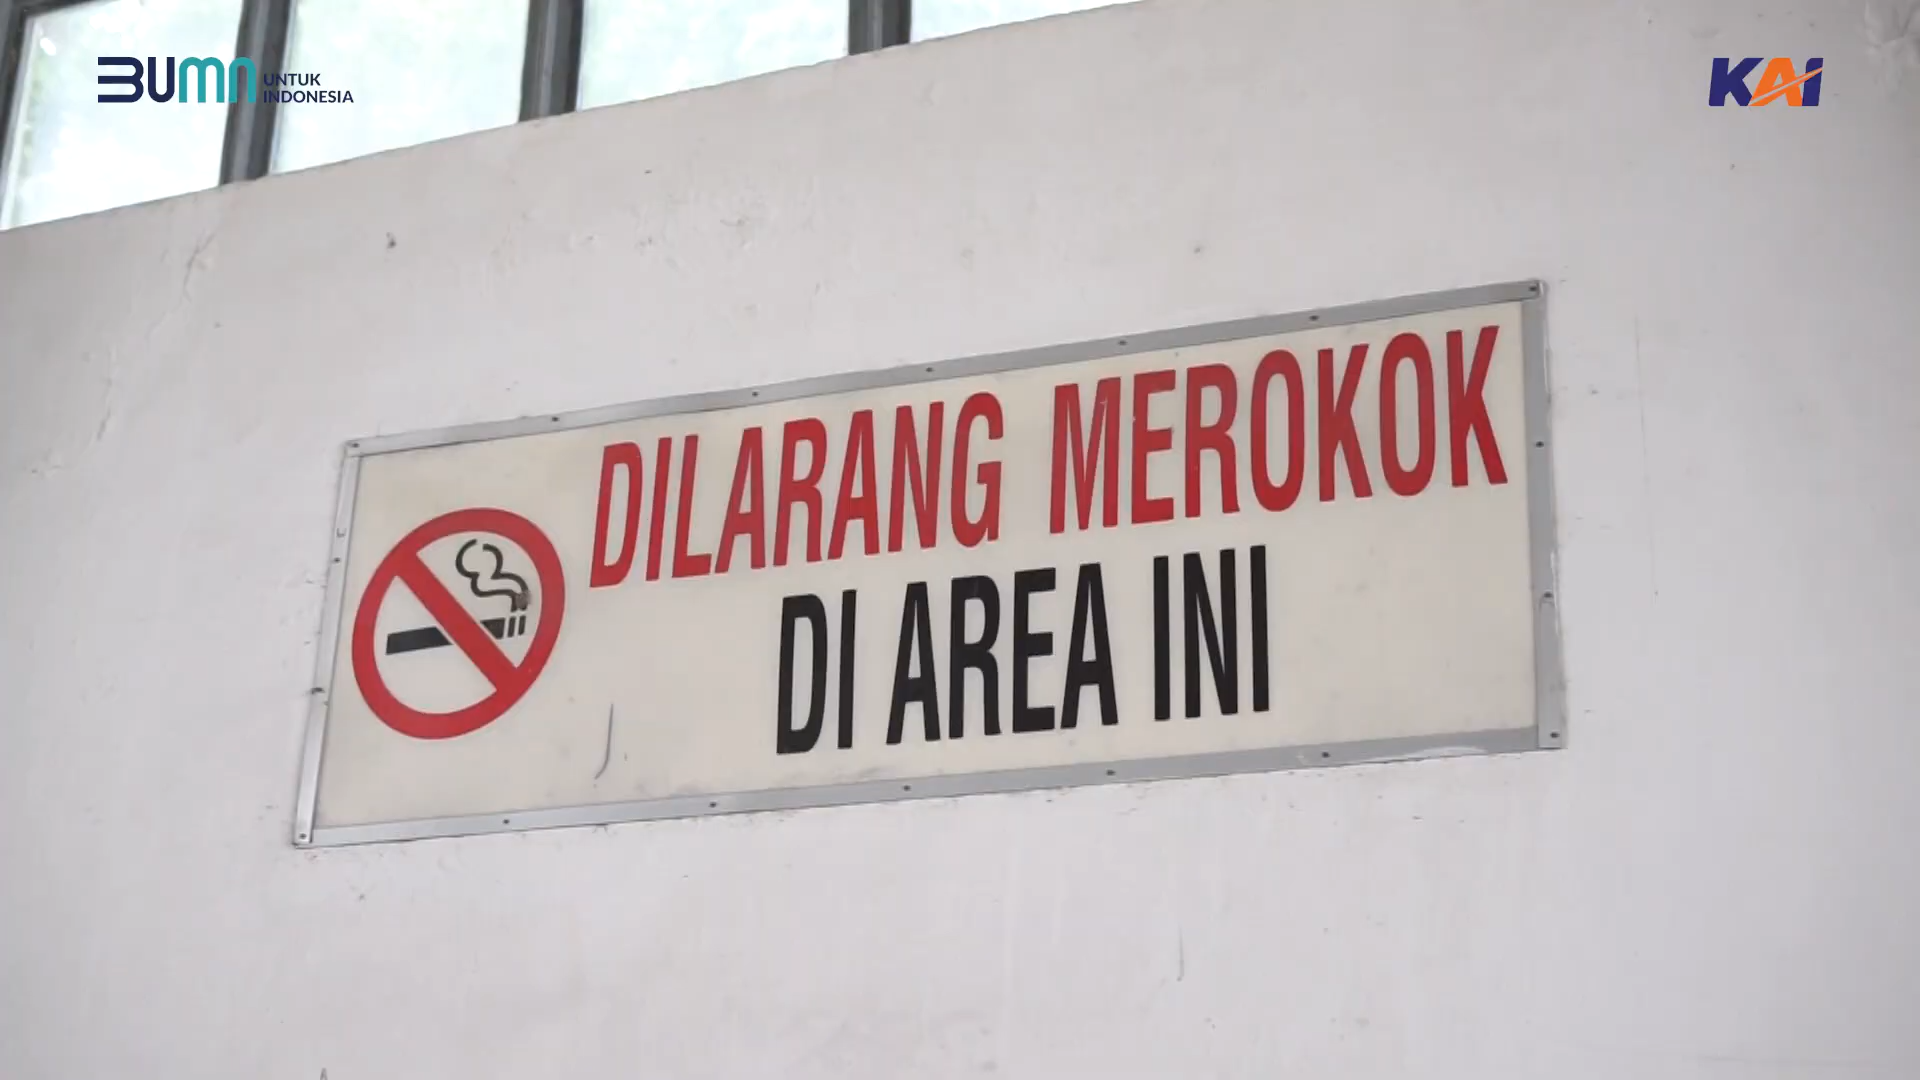 BUMN UNTUK
INDONESIA
KAI
DILARANG MEROKOK
DI AREA INI